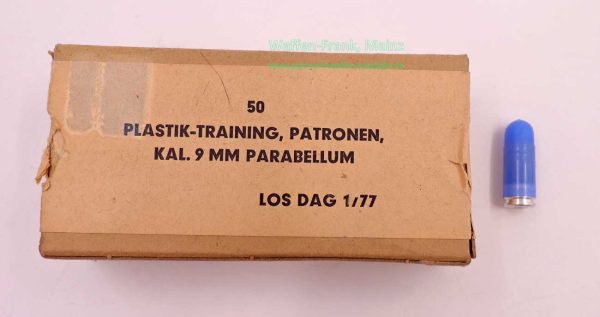 Waffen-Frank, Mainz
50
PLASTIK-TRAINING, PATRONEN,
KAL. 9 MM PARABELLUM
LOS DAG 1/77